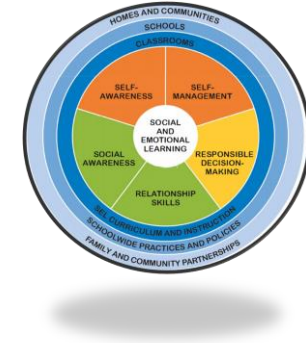 HOMES AND COMMUNITIES
SCHOOLS
CLASSROOMS
SELF-
AWARENESS
SELF-
MANAGEMENT
SOCIAL
AND
EMOTIONAL
LEARNING
SOCIAL
AWARENESS
RESPONSIBLE
DECISION-
MAKING
RELATIONSHIP
SKILLS
SEL CURRICULUM AND INSTRUCTION
SCHOOLWIDE PRACTICES AND POLICIES
FAMILY AND COMMUNITY PARTNERSHIPS